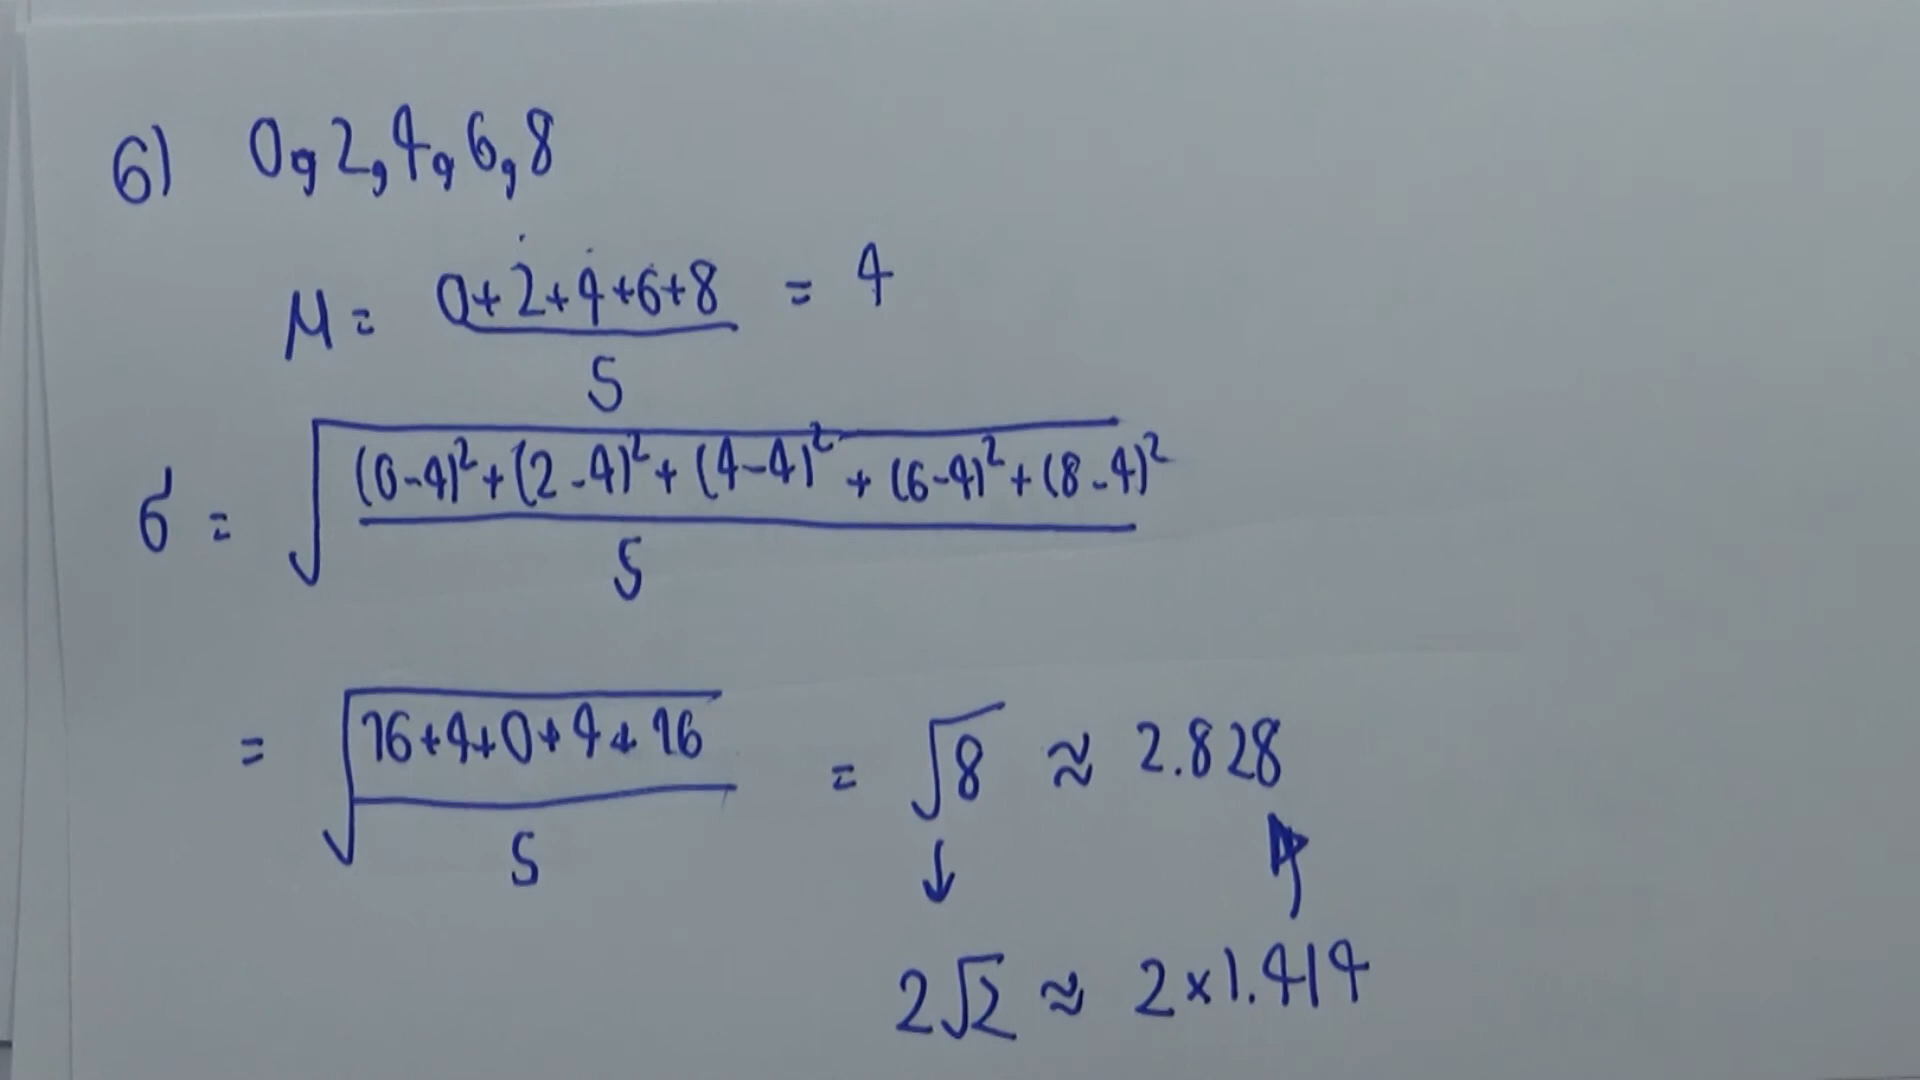 6) 0, 2, 4, 6, 8
μ = (0+2+4+6+8)/5 = 4
σ = √(((0-4)²+(2-4)²+(4-4)²+(6-4)²+(8-4)²)/5)
= √((16+4+0+4+16)/5) = √8 ≈ 2.828
↓ ↑
2√2 ≈ 2×1.414